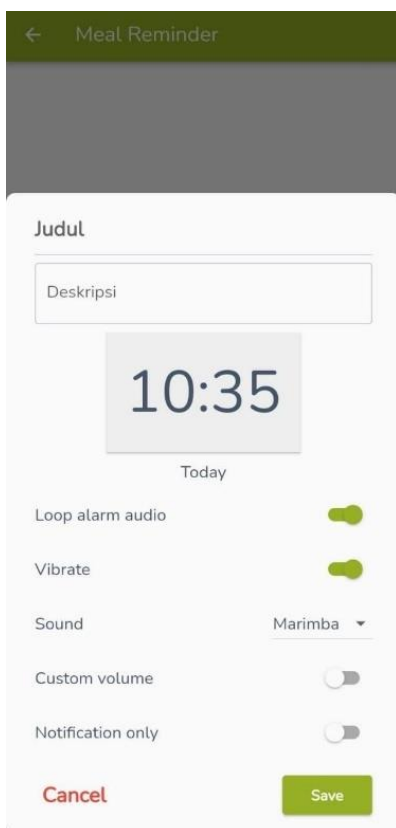 Meal Reminder
Judul
Deskripsi
10:35
Today
Loop alarm audio
Vibrate
Sound Marimba
Custom volume
Notification only
Cancel Save